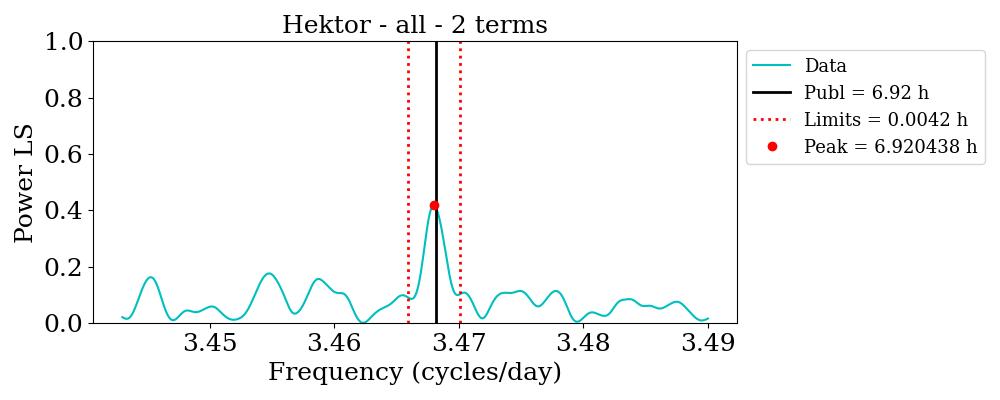 Hektor - all - 2 terms
1.0
0.8
0.6
0.4
0.2
0.0
Power LS
3.45 3.46 3.47 3.48 3.49
Frequency (cycles/day)
Data
Publ = 6.92 h
Limits = 0.0042 h
Peak = 6.920438 h